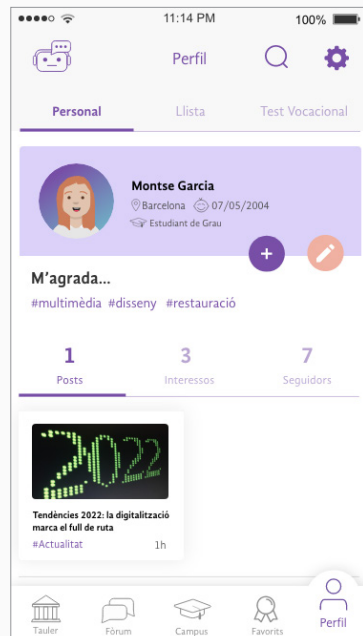 11:14 PM
100%
Perfil
Personal
Llista
Test Vocacional
Montse Garcia
Barcelona 07/05/2004
Estudiant de Grau
M’agrada...
#multimèdia #disseny #restauració
1
Posts
3
Interessos
7
Seguidors
2022
Tendències 2022: la digitalització
marca el full de ruta
#Actualitat 1h
Tauler
Fòrum
Campus
Favorits
Perfil